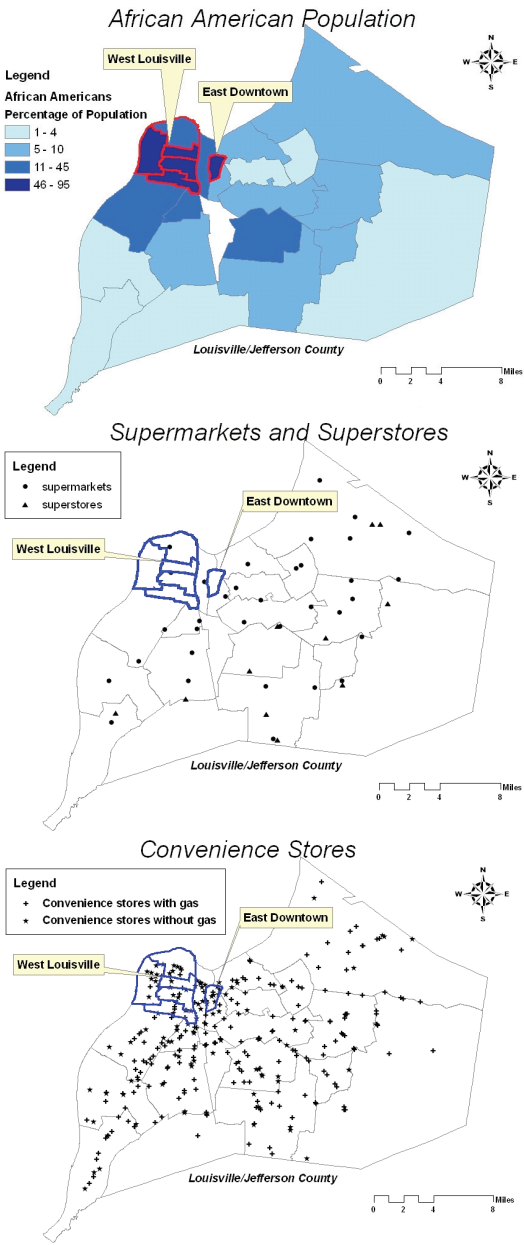 African American Population
West Louisville
East Downtown
N
W E
S
Legend
African Americans
Percentage of Population
1 - 4
5 - 10
11 - 45
46 - 95
Louisville/Jefferson County
Miles
0 2 4 8
Supermarkets and Superstores
Legend
supermarkets
superstores
N
W E
S
East Downtown
West Louisville
Louisville/Jefferson County
Miles
0 2 4 8
Convenience Stores
Legend
Convenience stores with gas
Convenience stores without gas
N
W E
S
East Downtown
West Louisville
Louisville/Jefferson County
Miles
0 2 4 8